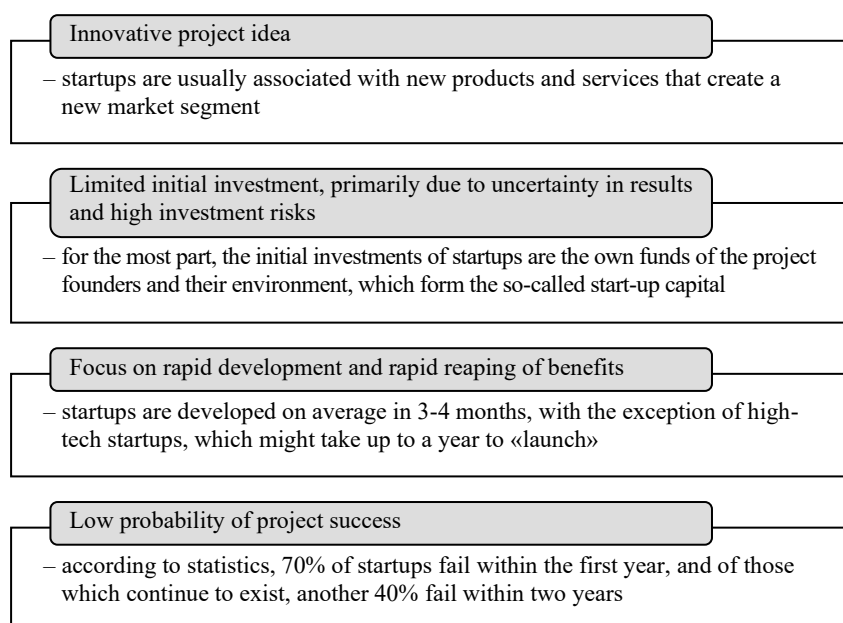 Innovative project idea
– startups are usually associated with new products and services that create a
new market segment
Limited initial investment, primarily due to uncertainty in results
and high investment risks
– for the most part, the initial investments of startups are the own funds of the project
founders and their environment, which form the so-called start-up capital
Focus on rapid development and rapid reaping of benefits
– startups are developed on average in 3-4 months, with the exception of high-
tech startups, which might take up to a year to «launch»
Low probability of project success
– according to statistics, 70% of startups fail within the first year, and of those
which continue to exist, another 40% fail within two years